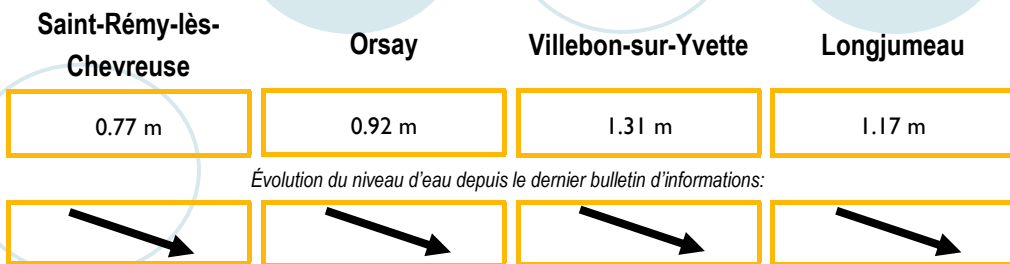 Saint-Rémy-lès-
Chevreuse
Orsay
Villebon-sur-Yvette
Longjumeau
0.77 m
0.92 m
1.31 m
1.17 m
Évolution du niveau d'eau depuis le dernier bulletin d'informations: